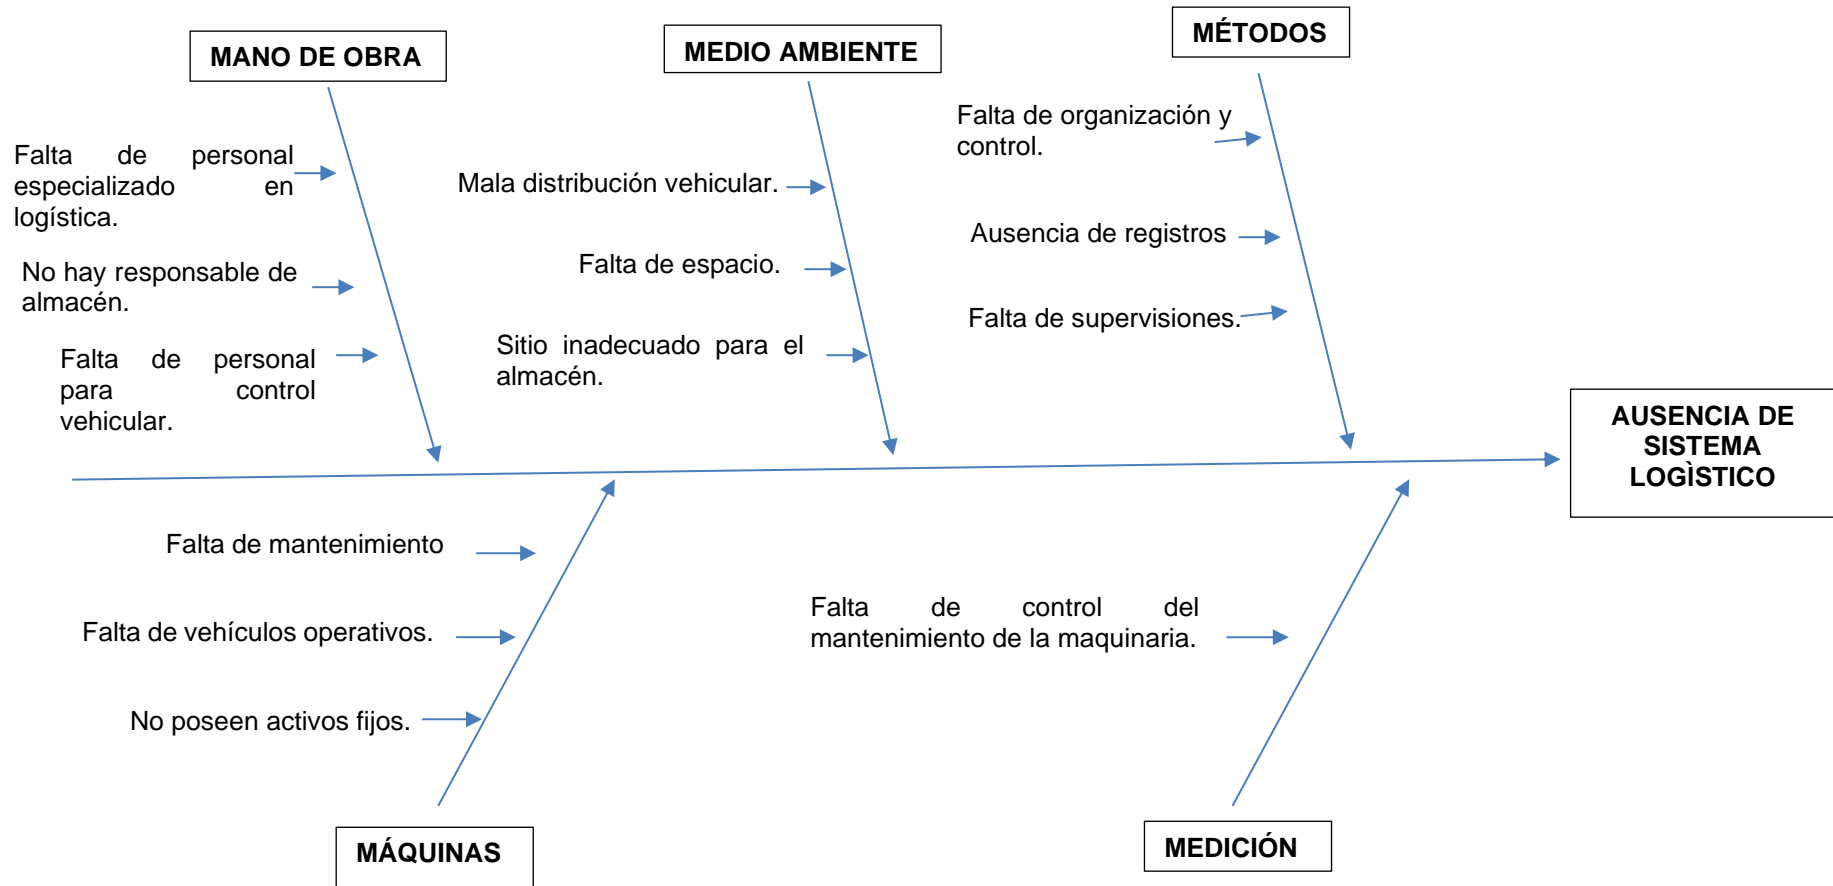 MANO DE OBRA
MEDIO AMBIENTE
MÉTODOS
Falta de personal
especializado en
logística.
No hay responsable de
almacén.
Falta de personal
para control
vehicular.
Mala distribución vehicular.
Falta de espacio.
Sitio inadecuado para el
almacén.
Falta de organización y
control.
Ausencia de registros
Falta de supervisiones.
AUSENCIA DE
SISTEMA
LOGÌSTICO
Falta de mantenimiento
Falta de vehículos operativos.
No poseen activos fijos.
Falta de control del
mantenimiento de la maquinaria.
MÁQUINAS
MEDICIÓN